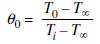 θ₀ = (T₀ – T∞) / (Tᵢ – T∞)